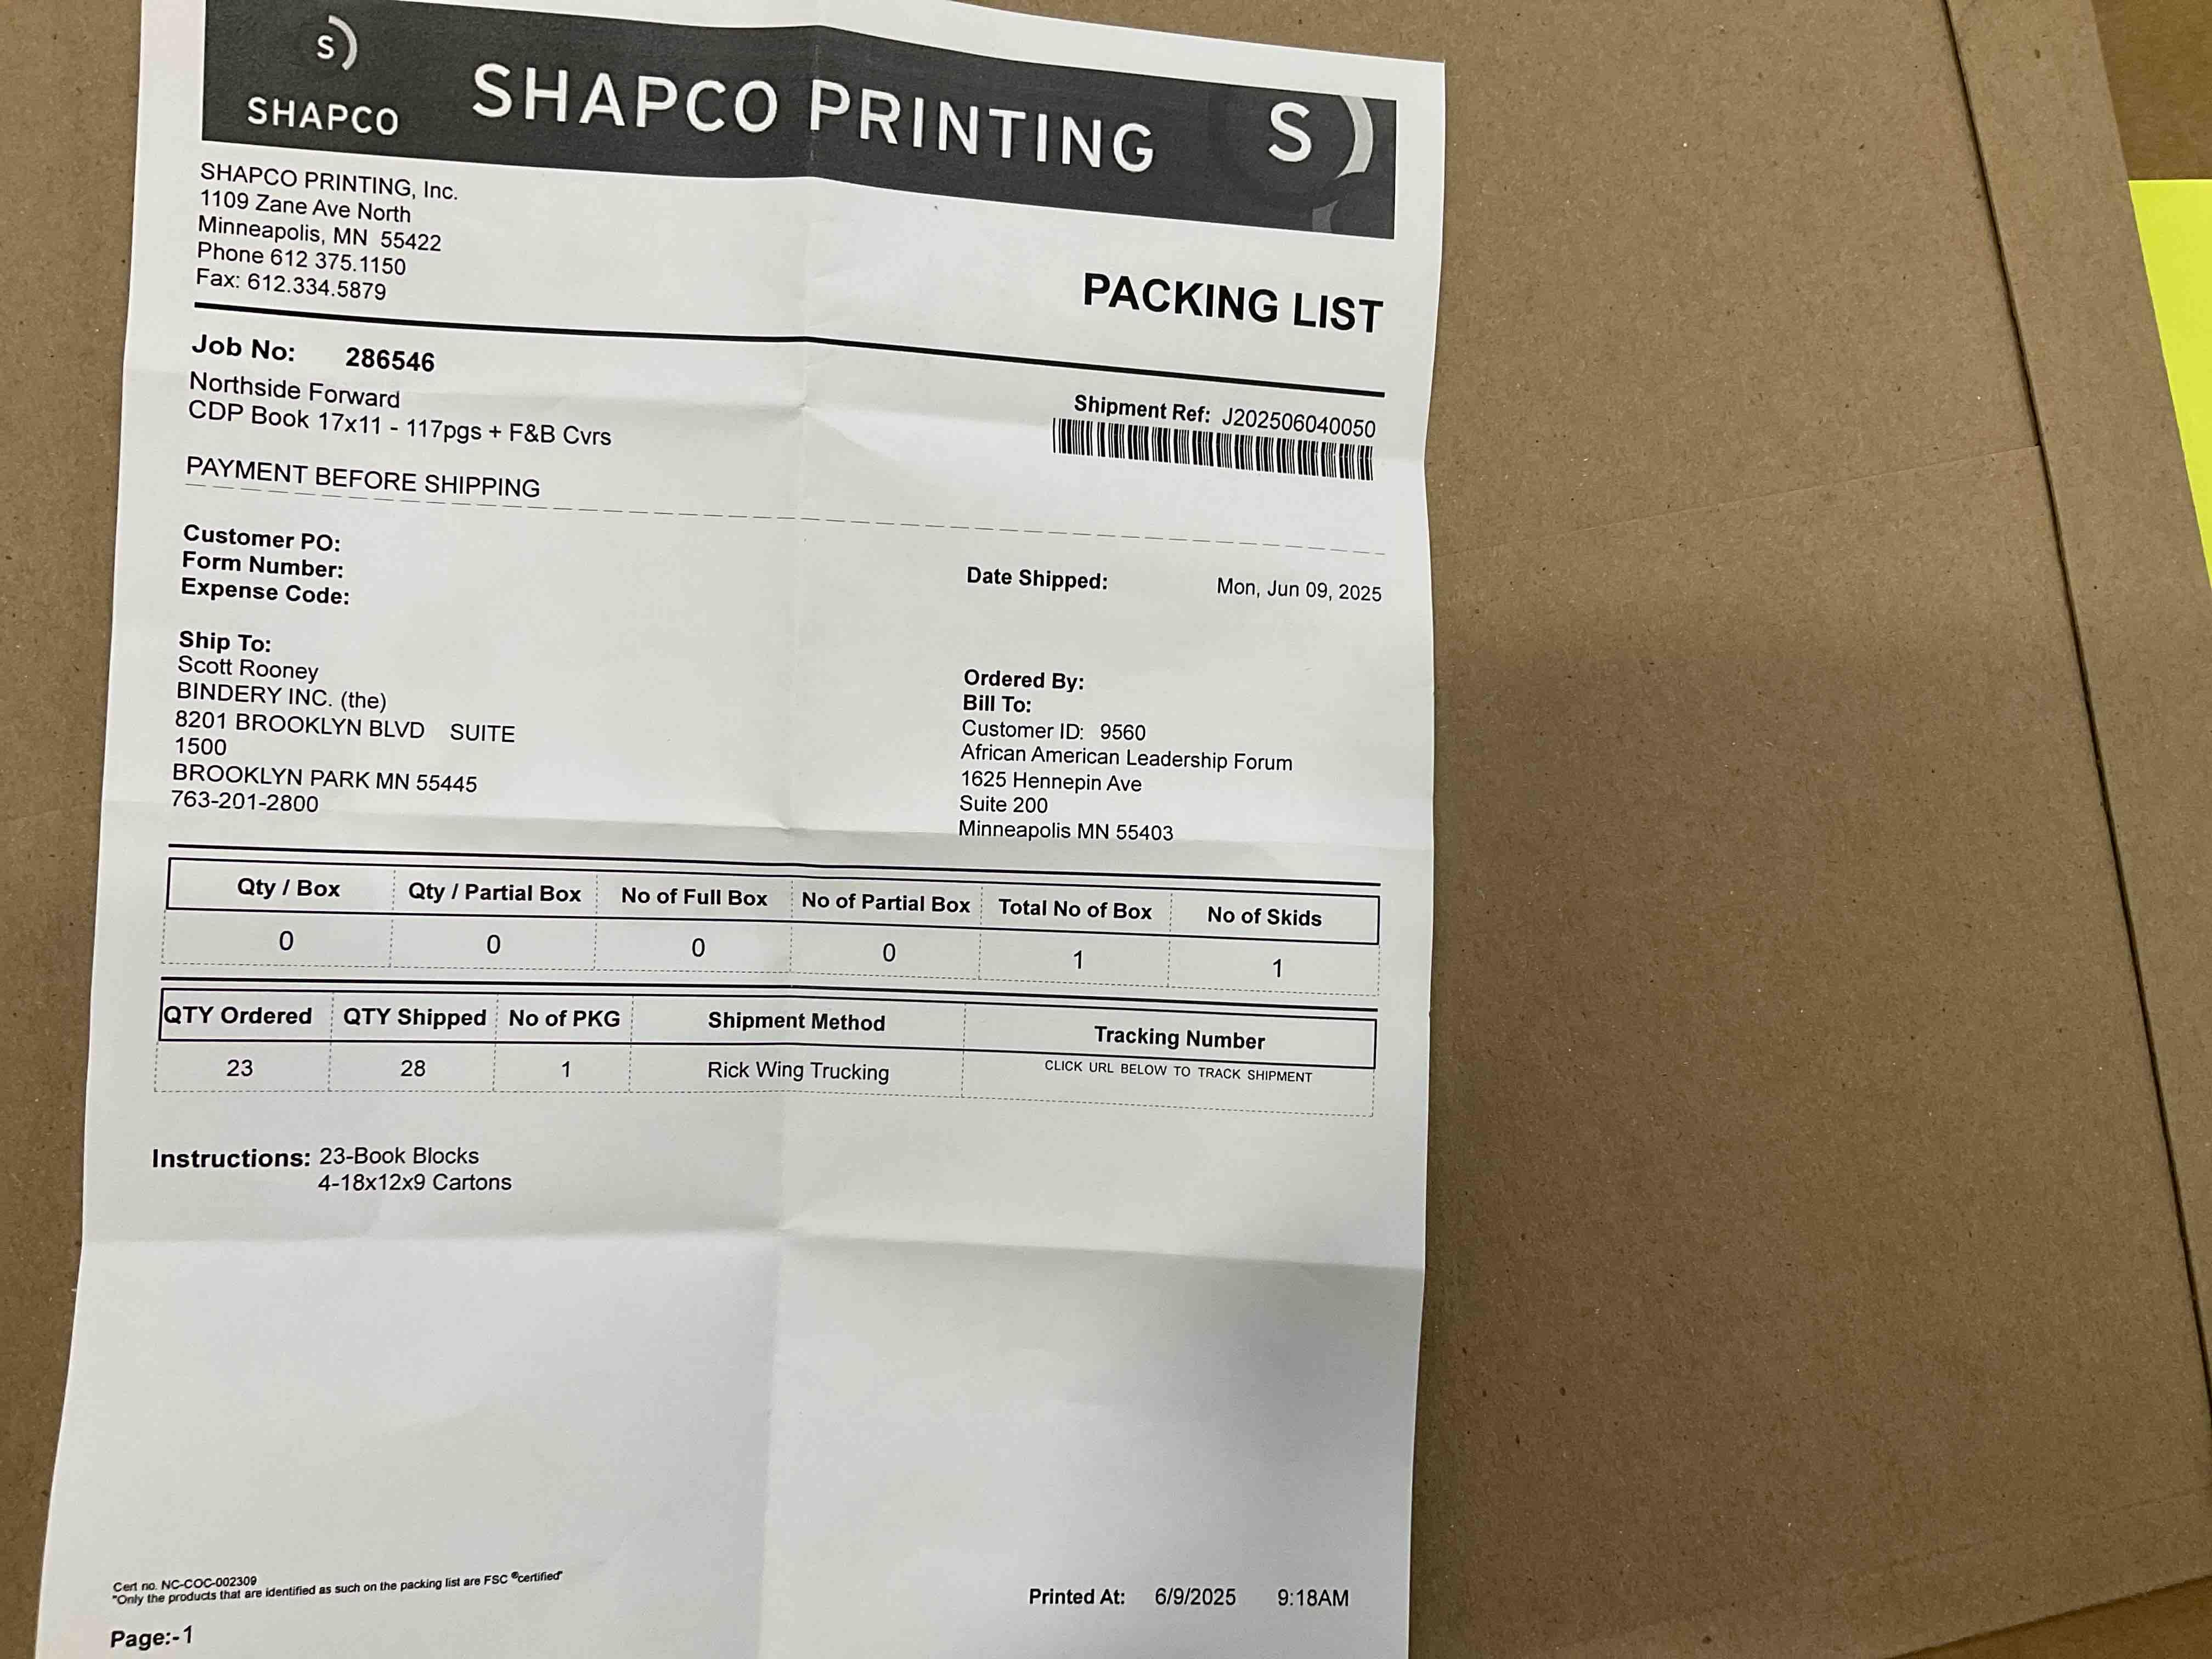 S)
SHAPCO
SHAPCO PRINTING
S)
SHAPCO PRINTING, Inc.
1109 Zane Ave North
Minneapolis, MN 55422
Phone 612 375.1150
Fax: 612.334.5879
PACKING LIST
Job No: 286546
Northside Forward
CDP Book 17x11 - 117pgs + F&B Cvrs
Shipment Ref: J202506040050
PAYMENT BEFORE SHIPPING
Customer PO:
Form Number:
Expense Code:
Date Shipped: Mon, Jun 09, 2025
Ship To:
Scott Rooney
BINDERY INC. (the)
8201 BROOKLYN BLVD SUITE
1500
BROOKLYN PARK MN 55445
763-201-2800
Ordered By:
Bill To:
Customer ID: 9560
African American Leadership Forum
1625 Hennepin Ave
Suite 200
Minneapolis MN 55403
Qty / Box Qty / Partial Box No of Full Box No of Partial Box Total No of Box No of Skids
0 0 0 0 1 1
QTY Ordered QTY Shipped No of PKG Shipment Method Tracking Number
23 28 1 Rick Wing Trucking CLICK URL BELOW TO TRACK SHIPMENT
Instructions: 23-Book Blocks
4-18x12x9 Cartons
Cert no. NC-COC-002309
"Only the products that are identified as such on the packing list are FSC ®certified"
Printed At: 6/9/2025 9:18AM
Page:-1